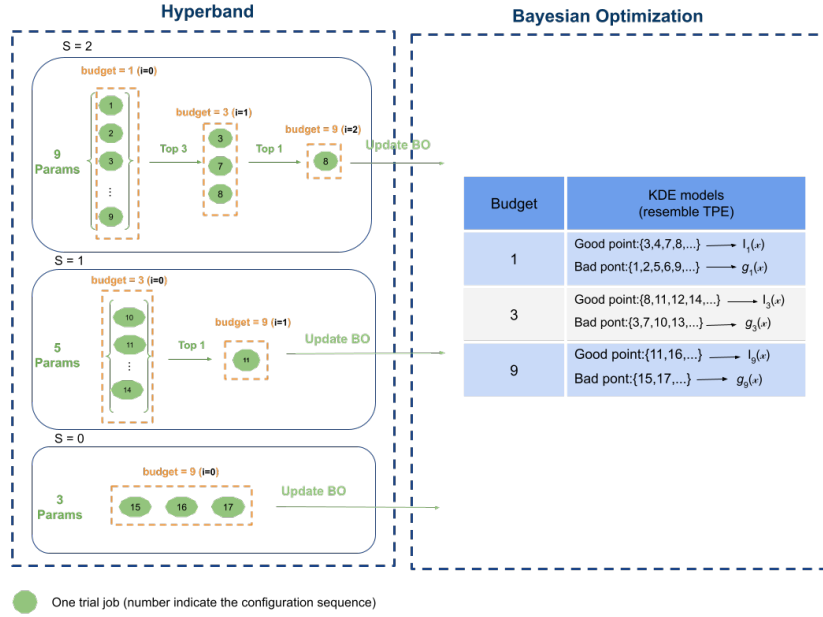 Hyperband
Bayesian Optimization
S = 2
budget = 1 (i=0)
1
2
3
⋮
9
9
Params
Top 3
budget = 3 (i=1)
3
7
8
Top 1
budget = 9 (i=2)
8
Update BO
S = 1
budget = 3 (i=0)
10
11
⋮
14
5
Params
Top 1
budget = 9 (i=1)
11
Update BO
S = 0
budget = 9 (i=0)
3
Params
15 16 17
Update BO
Budget
KDE models
(resemble TPE)
1
Good point:{3,4,7,8,...} → l₁(x)
Bad point:{1,2,5,6,9,...} → g₁(x)
3
Good point:{8,11,12,14,...} → l₃(x)
Bad point:{3,7,10,13,...} → g₃(x)
9
Good point:{11,16,...} → l₉(x)
Bad pont:{15,17,...} → g₉(x)
One trial job (number indicate the configuration sequence)